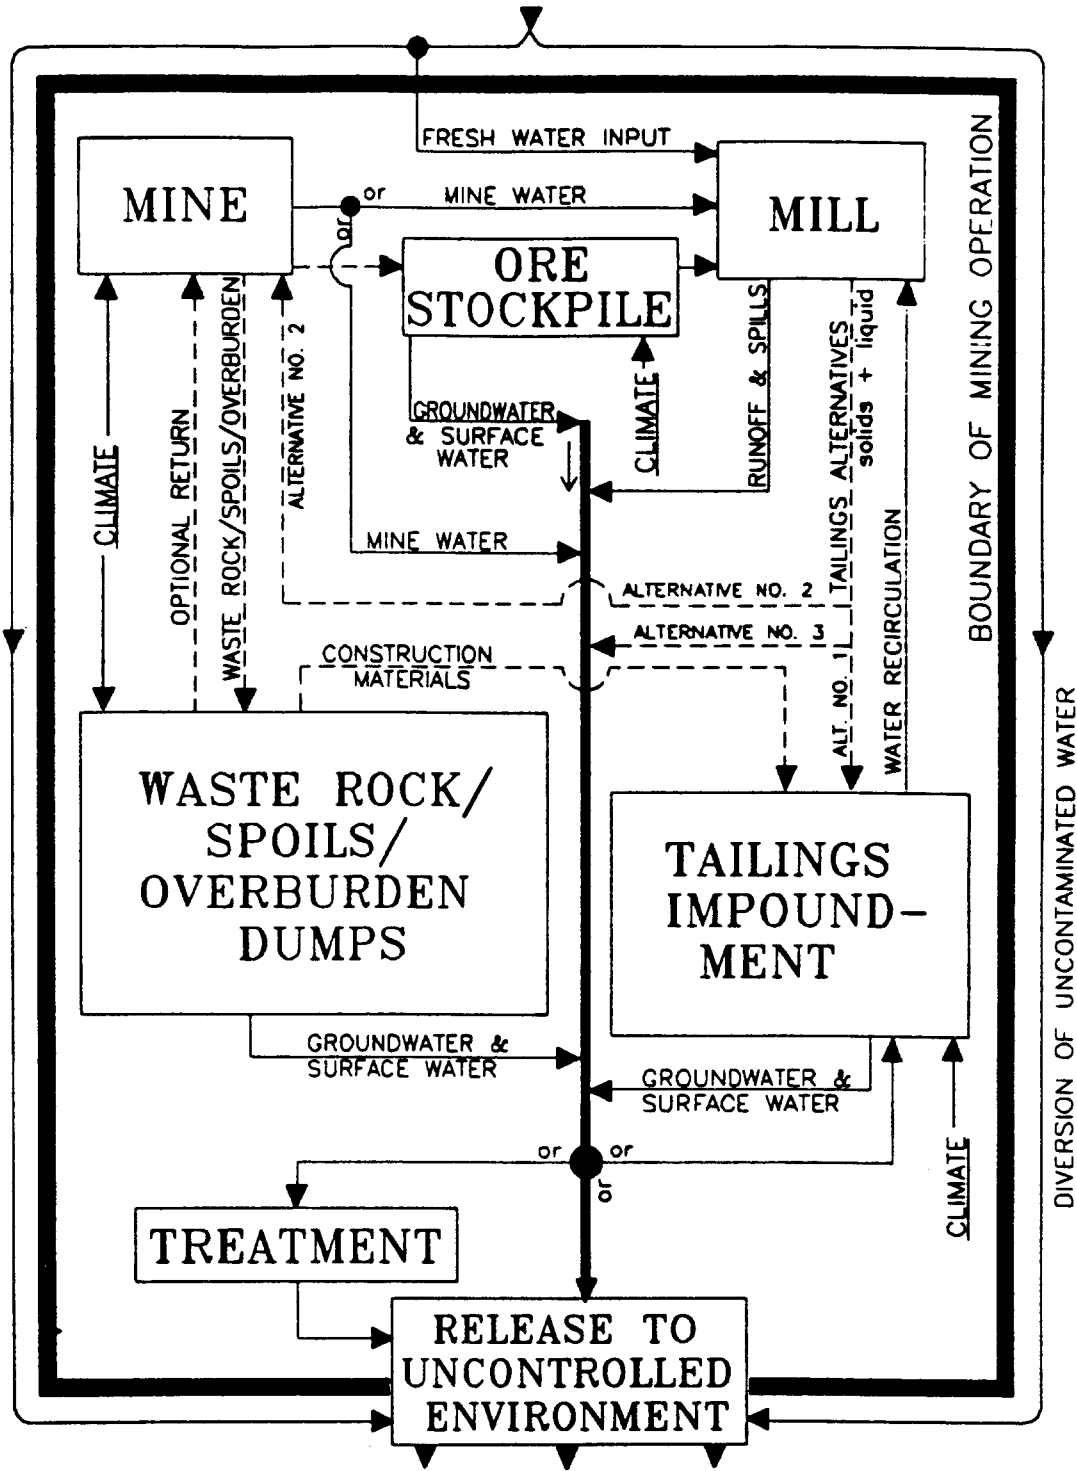 FRESH WATER INPUT
MINE
or
MINE WATER
MILL
or
ORE
STOCKPILE
BOUNDARY OF MINING OPERATION
CLIMATE
OPTIONAL RETURN
WASTE ROCK/SPOILS/OVERBURDEN
ALTERNATIVE NO. 2
GROUNDWATER
& SURFACE
WATER
CLIMATE
RUNOFF & SPILLS
TAILINGS ALTERNATIVES
solids + liquid
MINE WATER
ALTERNATIVE NO. 2
ALTERNATIVE NO. 3
ALT. NO. 1
WATER RECIRCULATION
CONSTRUCTION
MATERIALS
WASTE ROCK/
SPOILS/
OVERBURDEN
DUMPS
TAILINGS
IMPOUND-
MENT
DIVERSION OF UNCONTAMINATED WATER
GROUNDWATER &
SURFACE WATER
GROUNDWATER &
SURFACE WATER
or
or
or
CLIMATE
TREATMENT
RELEASE TO
UNCONTROLLED
ENVIRONMENT